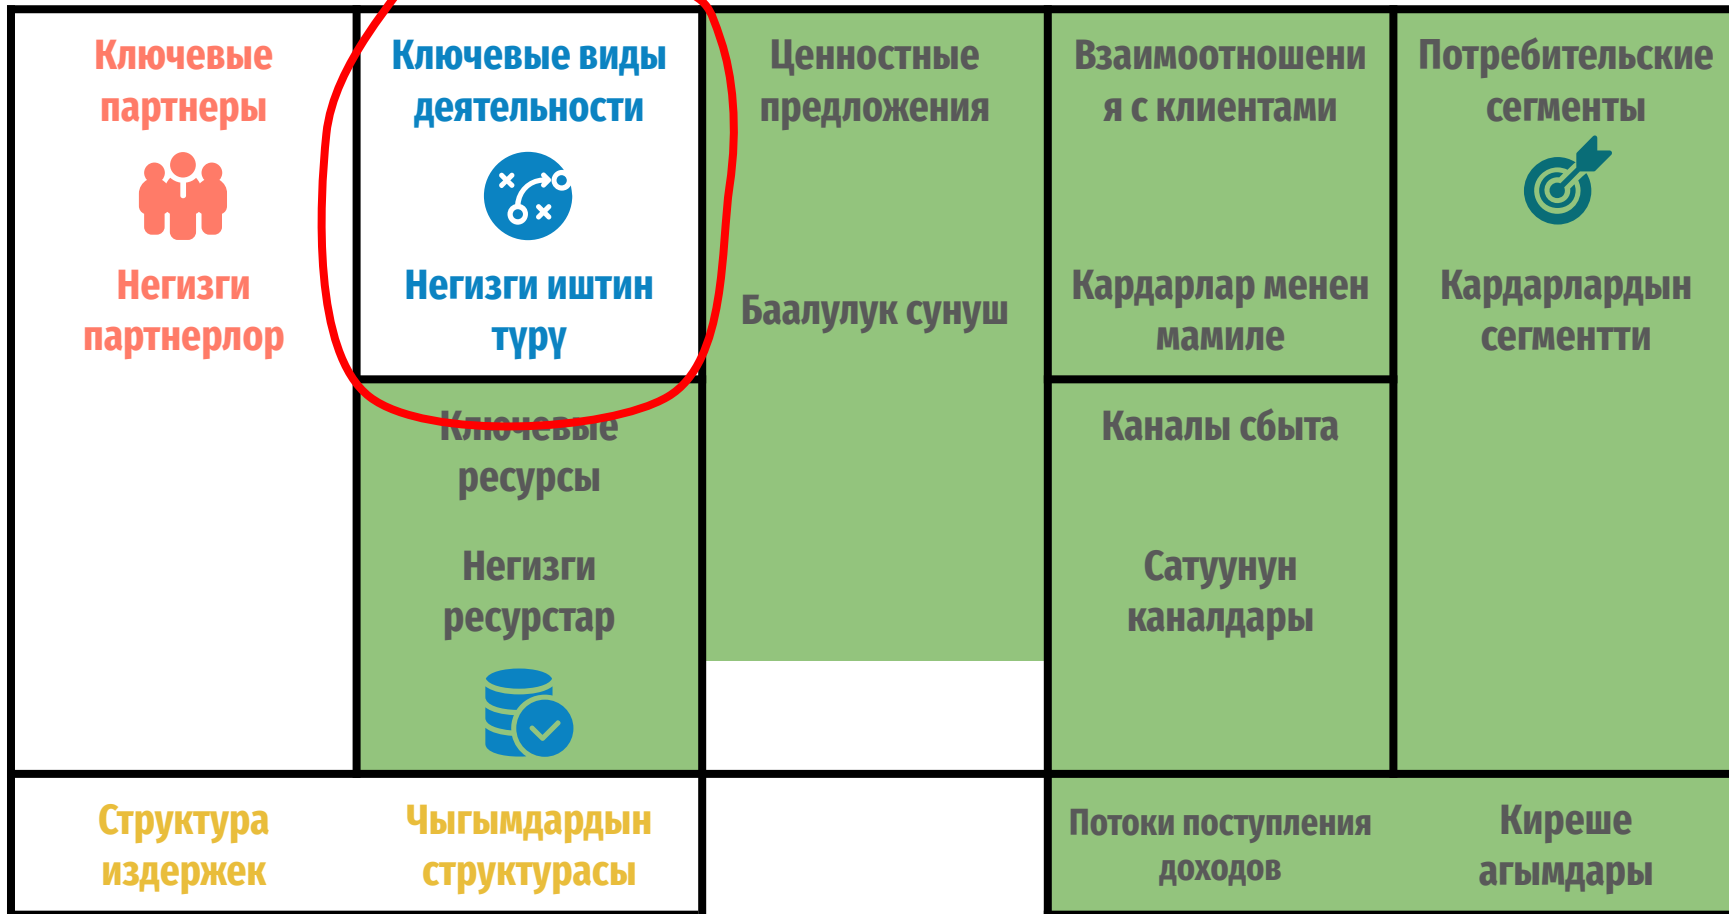 Ключевые
партнеры
Негизги
партнерлор
Ключевые виды
деятельности
Негизги иштин
түрү
Ключевые
ресурсы
Негизги
ресурстар
Ценностные
предложения
Баалулук сунуш
Взаимоотношени
я с клиентами
Кардарлар менен
мамиле
Каналы сбыта
Сатуунун
каналдары
Потребительские
сегменты
Кардарлардын
сегментти
Структура
издержек
Чыгымдардын
структурасы
Потоки поступления
доходов
Киреше
агымдары